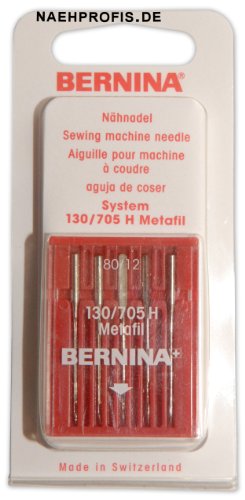 NAEHPROFIS.DE
BERNINA®
Nähnadel
Sewing machine needle
Aiguille pour machine
à coudre
aguja de coser
System
130/705 H Metafil
80/12
130/705 H
Metafil
BERNINA+
Made in Switzerland